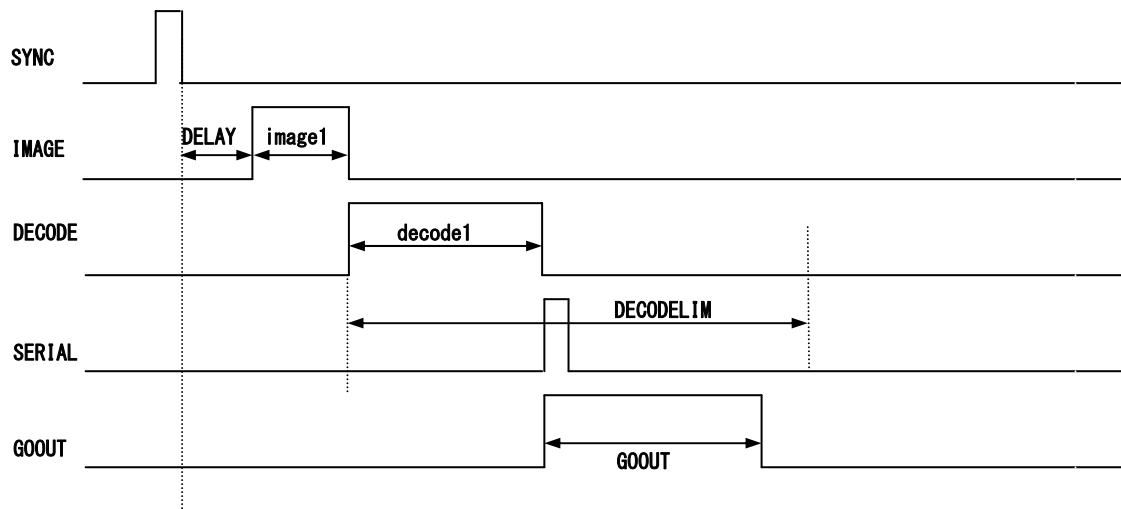 SYNC
DELAY image1
IMAGE
DECODE decode1
DECODELIM
SERIAL
GOOUT
GOOUT